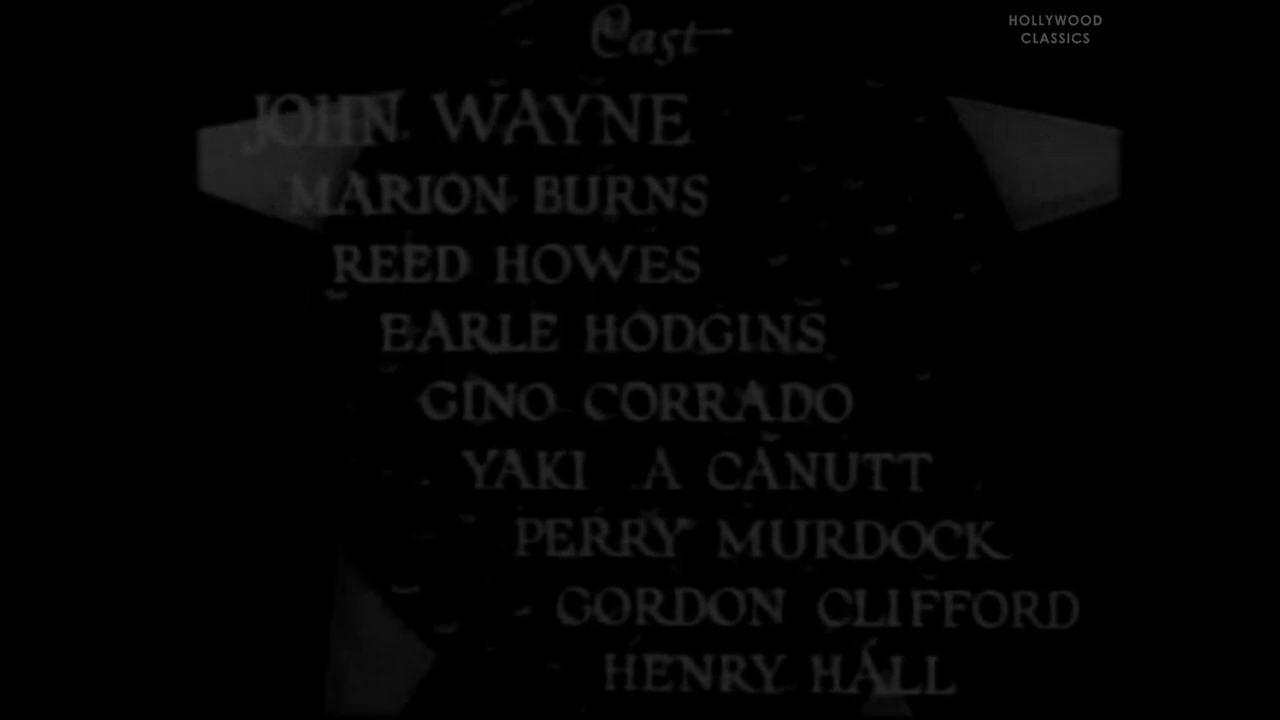 Cast
HOLLYWOOD
CLASSICS
JOHN WAYNE
MARION BURNS
REED HOWES
EARLE HODGINS
GINO CORRADO
YAKI A CANUTT
PERRY MURDOCK
GORDON CLIFFORD
HENRY HALL